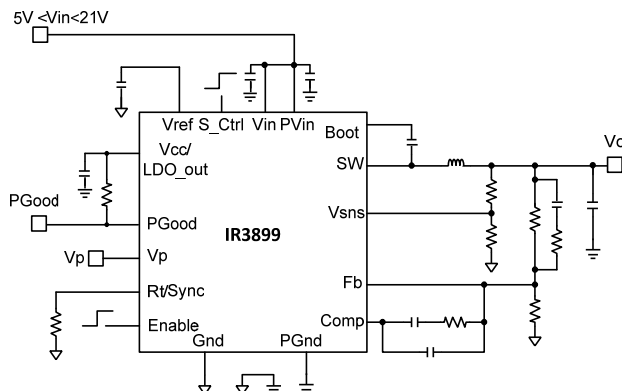 5V <Vin<21V
Vref S_Ctrl Vin PVin
Boot
Vcc/
LDO_out
SW
Vo
PGood
PGood
Vsns
IR3899
Vp
Vp
Rt/Sync
Fb
Enable
Comp
Gnd
PGnd